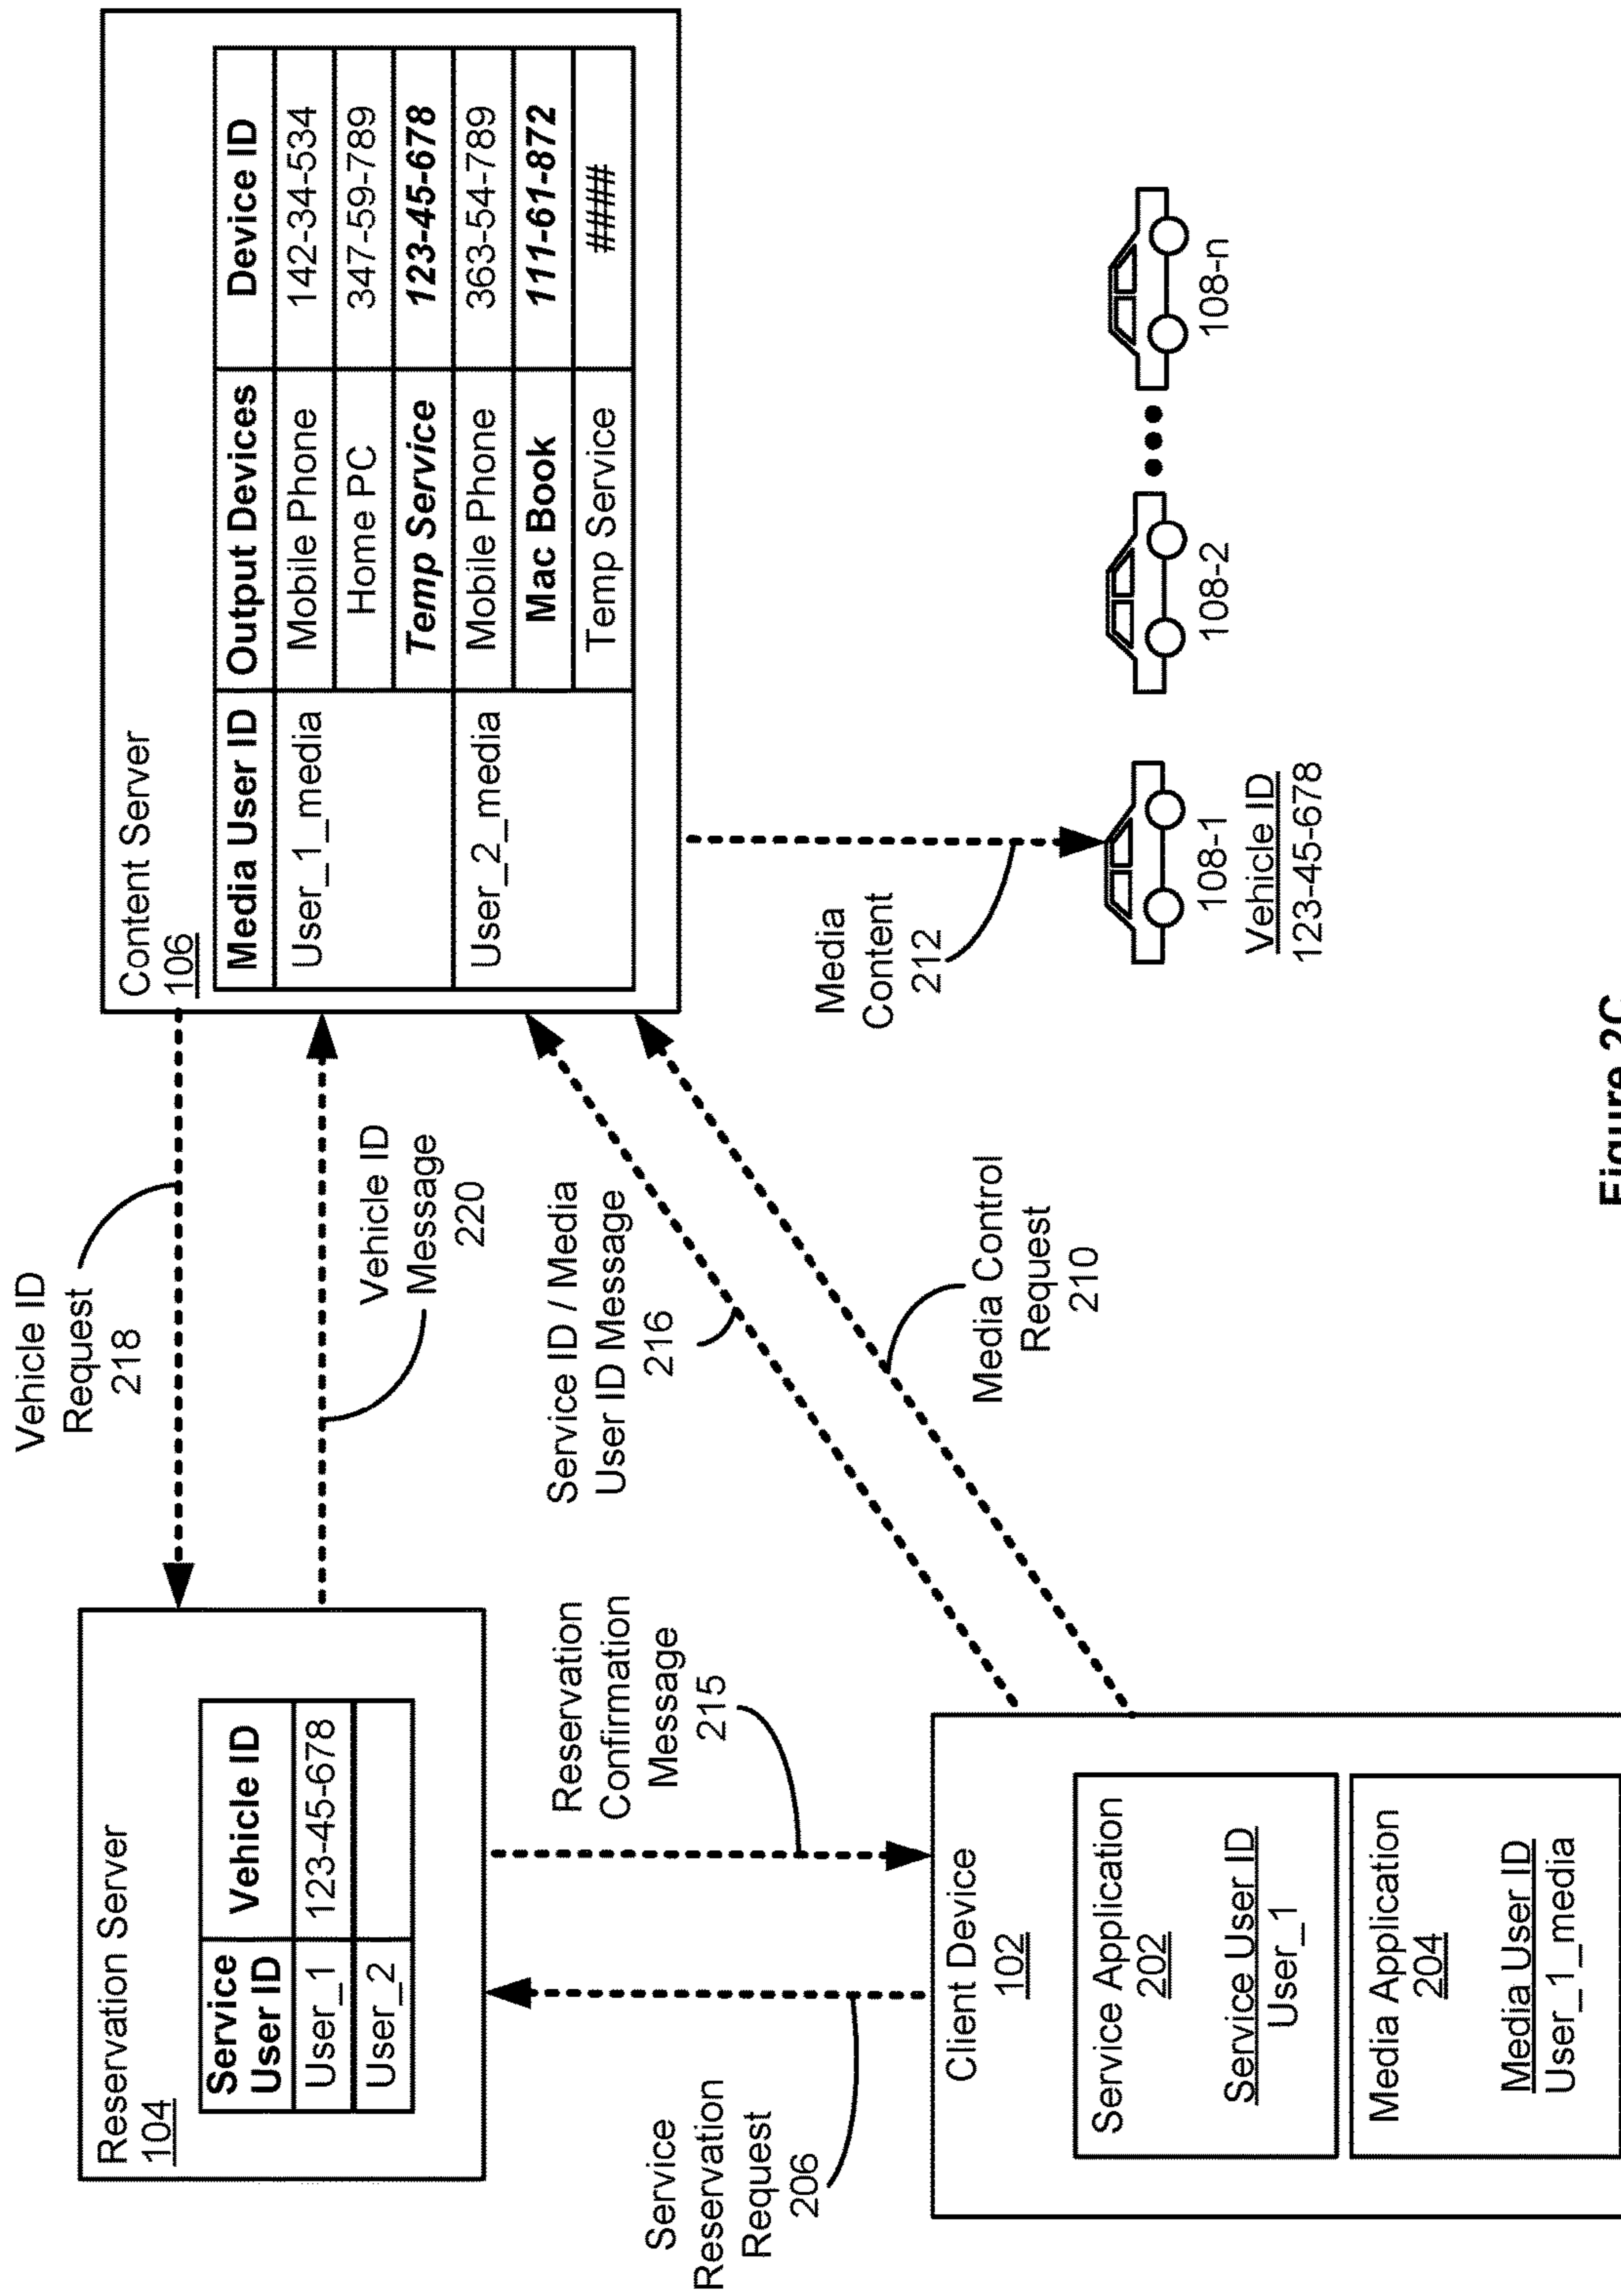 Reservation Server
104
Service
User ID
Vehicle ID
User_1
123-45-678
User_2
Vehicle ID
Request
218
Vehicle ID
Message
220
Content Server
106
Media User ID
Output Devices
Device ID
User_1_media
Mobile Phone
142-34-534
Home PC
347-59-789
Temp Service
123-45-678
User_2_media
Mobile Phone
363-54-789
Mac Book
111-61-872
Temp Service
####
Service
Reservation
Request
206
Reservation
Confirmation
Message
215
Service ID / Media
User ID Message
216
Media Control
Request
210
Media
Content
212
Client Device
102
Service Application
202
Service User ID
User_1
Media Application
204
Media User ID
User_1_media
108-1
Vehicle ID
123-45-678
108-2
108-n
Figure 2C